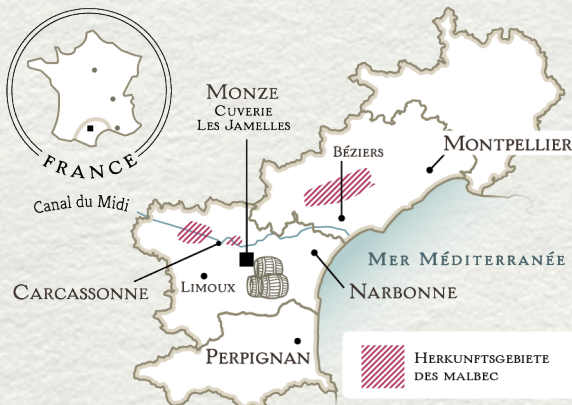 FRANCE
Canal du Midi
MONZE
CUVERIE
LES JAMELLES
BÉZIERS
MONTPELLIER
MER MÉDITERRANÉE
CARCASSONNE
LIMOUX
NARBONNE
PERPIGNAN
HERKUNFTSGEBIETE
DES MALBEC